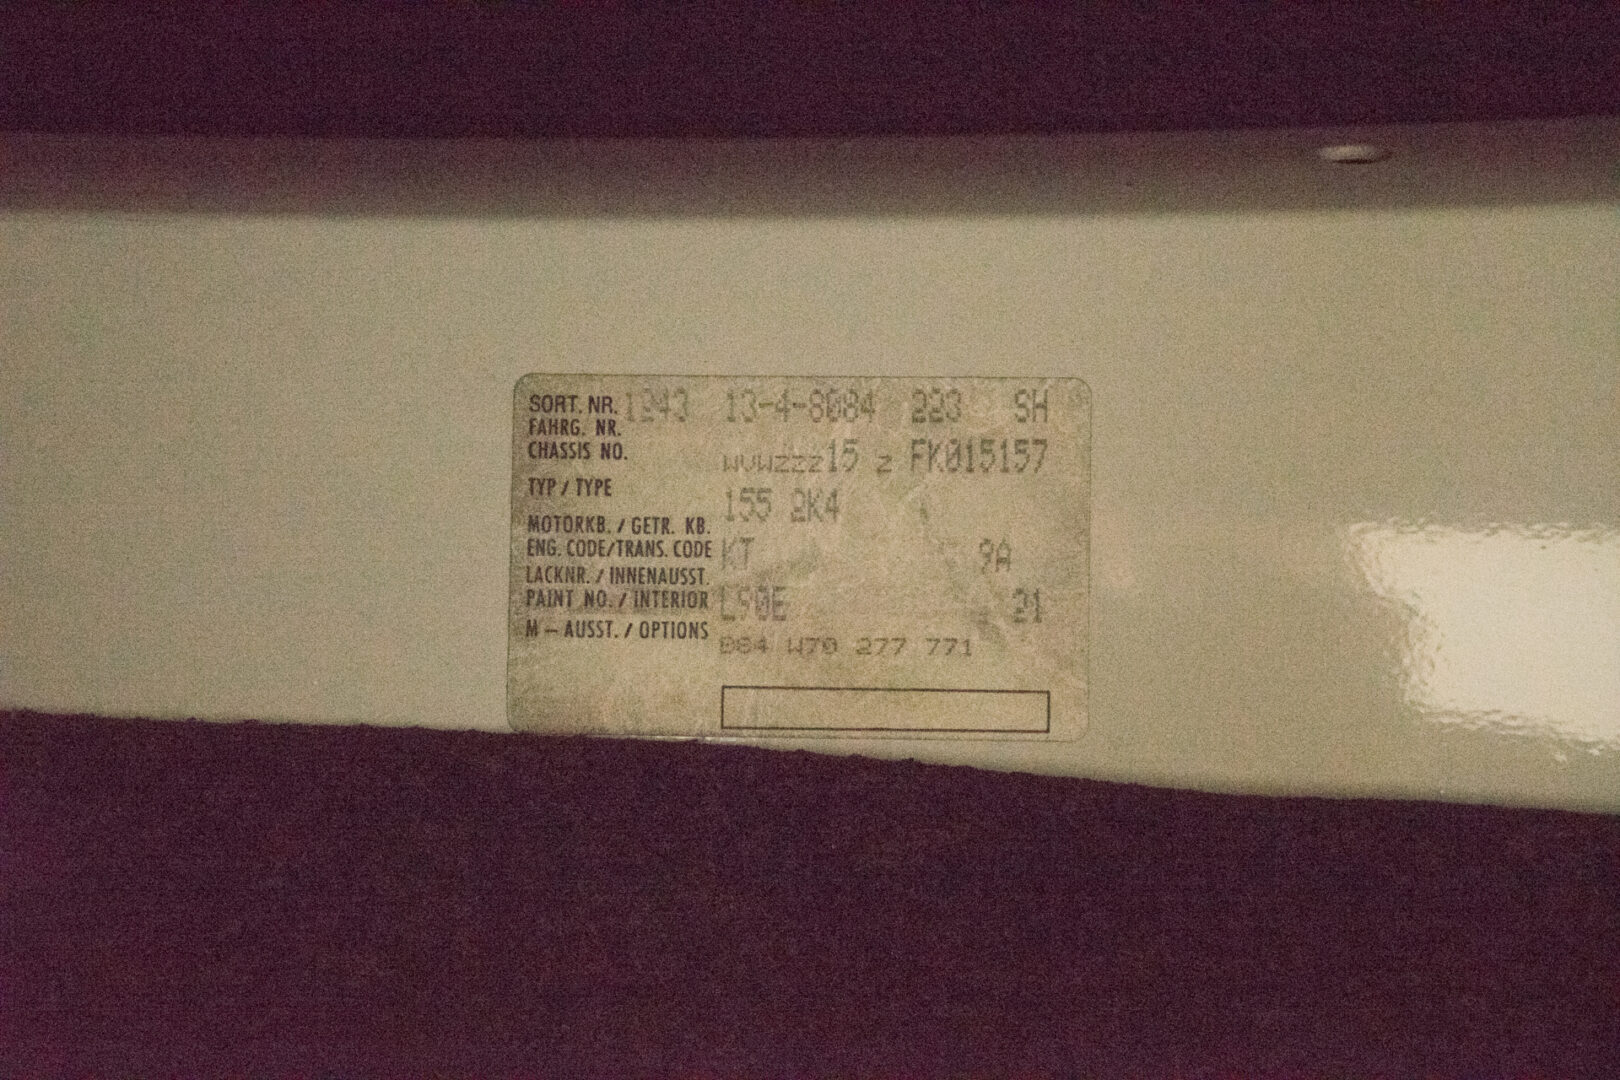 SORT. NR. 1243 13-4-8084 223 SH
FAHRG. NR.
CHASSIS NO. WVWZZZ15 Z FK015157
TYP / TYPE 155 2K4
MOTORKB. / GETR. KB.
ENG. CODE/TRANS. CODE KT 9A
LACKNR. / INNENAUSST.
PAINT NO. / INTERIOR L90E 21
M – AUSST. / OPTIONS
B84 W70 277 771